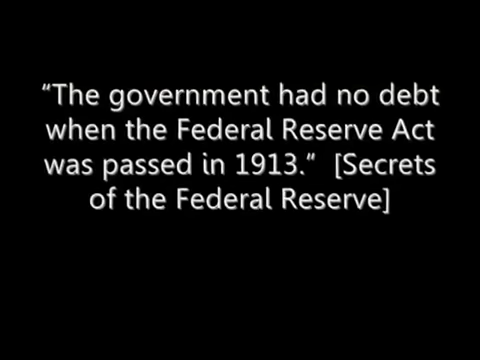 “The government had no debt
when the Federal Reserve Act
was passed in 1913.”  [Secrets
of the Federal Reserve]